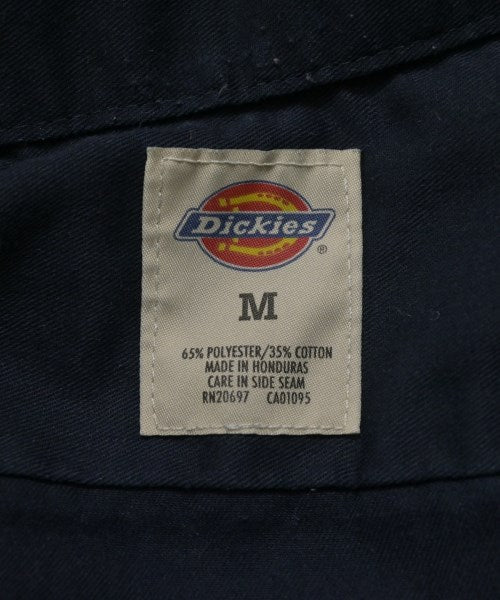 Dickies
®
M
65% POLYESTER/35% COTTON
MADE IN HONDURAS
CARE IN SIDE SEAM
RN20697 CA01095